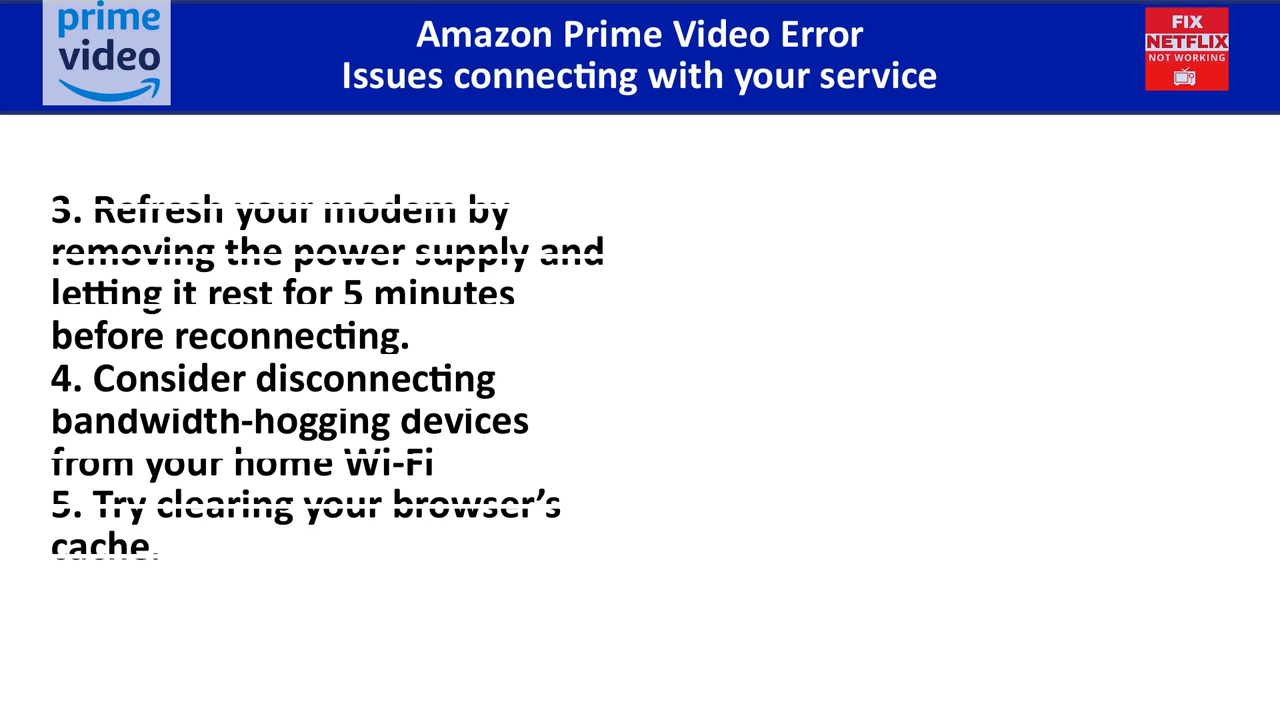 prime
video
Amazon Prime Video Error
Issues connecting with your service
FIX
NETFLIX
NOT WORKING
3. Refresh your modem by
removing the power supply and
letting it rest for 5 minutes
before reconnecting.
4. Consider disconnecting
bandwidth-hogging devices
from your home Wi-Fi
5. Try clearing your browser’s
cache.